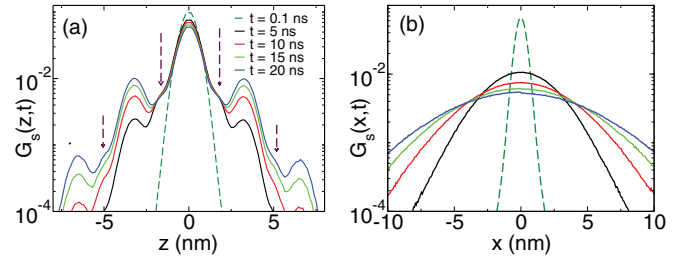 (a)
t = 0.1 ns
t = 5 ns
t = 10 ns
t = 15 ns
t = 20 ns
G_s(z,t)
10^-2
10^-4
-5
0
5
z (nm)
(b)
G_s(x,t)
10^-2
10^-4
-10
-5
0
5
10
x (nm)